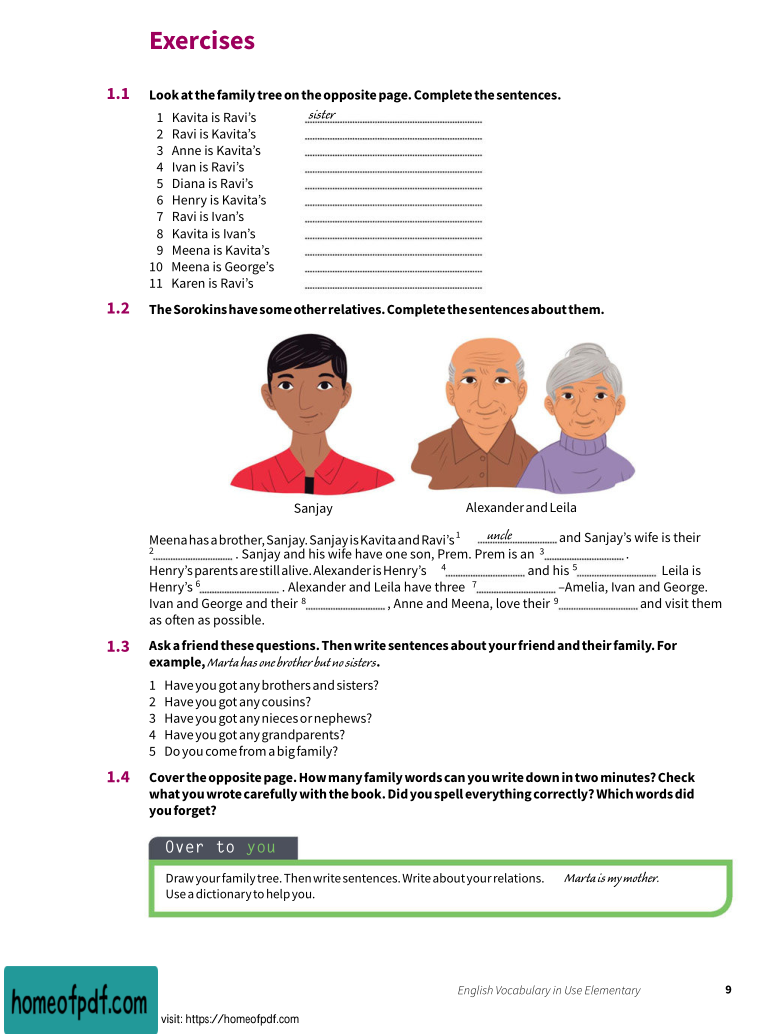 Exercises
1.1 Look at the family tree on the opposite page. Complete the sentences.
1 Kavita is Ravi's sister
2 Ravi is Kavita's
3 Anne is Kavita's
4 Ivan is Ravi's
5 Diana is Ravi's
6 Henry is Kavita's
7 Ravi is Ivan's
8 Kavita is Ivan's
9 Meena is Kavita's
10 Meena is George's
11 Karen is Ravi's
1.2 The Sorokins have some other relatives. Complete the sentences about them.
Sanjay Alexander and Leila
Meena has a brother, Sanjay. Sanjay is Kavita and Ravi's 1 uncle and Sanjay's wife is their
2 . Sanjay and his wife have one son, Prem. Prem is an 3 .
Henry's parents are still alive. Alexander is Henry's 4 and his 5 Leila is
Henry's 6 . Alexander and Leila have three 7 –Amelia, Ivan and George.
Ivan and George and their 8 , Anne and Meena, love their 9 and visit them
as often as possible.
1.3 Ask a friend these questions. Then write sentences about your friend and their family. For
example, Marta has one brother but no sisters.
1 Have you got any brothers and sisters?
2 Have you got any cousins?
3 Have you got any nieces or nephews?
4 Have you got any grandparents?
5 Do you come from a big family?
1.4 Cover the opposite page. How many family words can you write down in two minutes? Check
what you wrote carefully with the book. Did you spell everything correctly? Which words did
you forget?
Over to you
Draw your family tree. Then write sentences. Write about your relations. Marta is my mother.
Use a dictionary to help you.
English Vocabulary in Use Elementary 9
homeofpdf.com
visit: https://homeofpdf.com